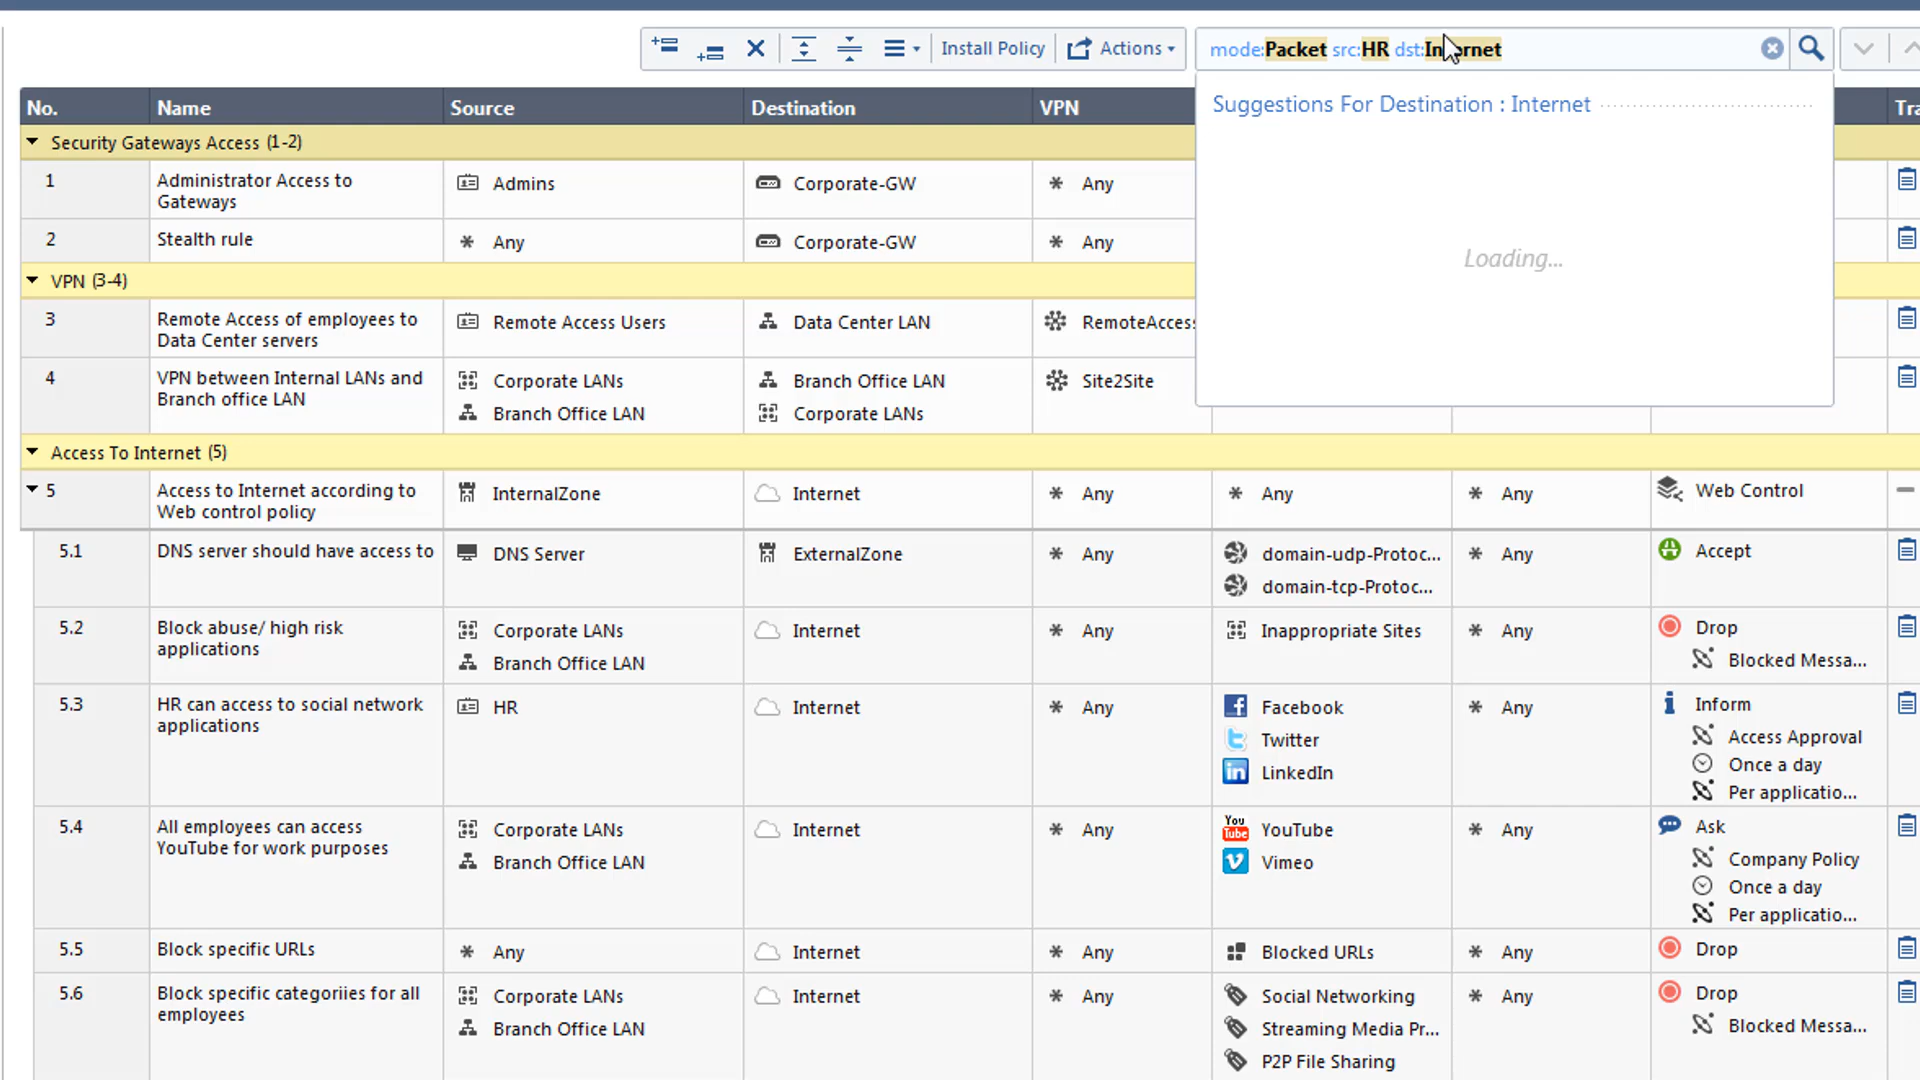 Install Policy Actions mode:Packet src:HR dst:Internet
Suggestions For Destination : Internet
Loading...
No. Name Source Destination VPN
Security Gateways Access (1-2)
1 Administrator Access to Admins Corporate-GW Any
Gateways
2 Stealth rule Any Corporate-GW Any
VPN (3-4)
3 Remote Access of employees to Remote Access Users Data Center LAN RemoteAccess
Data Center servers
4 VPN between Internal LANs and Corporate LANs Branch Office LAN Site2Site
Branch office LAN Branch Office LAN Corporate LANs
Access To Internet (5)
5 Access to Internet according to InternalZone Internet Any Any Any Web Control
Web control policy
5.1 DNS server should have access to DNS Server ExternalZone Any domain-udp-Protoc... Any Accept
domain-tcp-Protoc...
5.2 Block abuse/ high risk Corporate LANs Internet Any Inappropriate Sites Any Drop
applications Branch Office LAN Blocked Messa...
5.3 HR can access to social network HR Internet Any Facebook Any Inform
applications Twitter Access Approval
LinkedIn Once a day
Per applicatio...
5.4 All employees can access Corporate LANs Internet Any YouTube Any Ask
YouTube for work purposes Branch Office LAN Vimeo Company Policy
Once a day
Per applicatio...
5.5 Block specific URLs Any Internet Any Blocked URLs Any Drop
5.6 Block specific categoriies for all Corporate LANs Internet Any Social Networking Any Drop
employees Branch Office LAN Streaming Media Pr... Blocked Messa...
P2P File Sharing